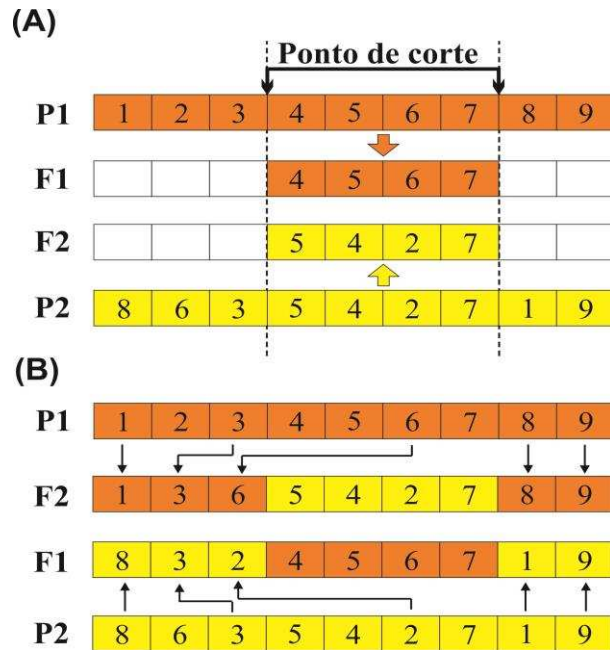 (A)
Ponto de corte
P1 1 2 3 4 5 6 7 8 9
F1 4 5 6 7
F2 5 4 2 7
P2 8 6 3 5 4 2 7 1 9
(B)
P1 1 2 3 4 5 6 7 8 9
F2 1 3 6 5 4 2 7 8 9
F1 8 3 2 4 5 6 7 1 9
P2 8 6 3 5 4 2 7 1 9